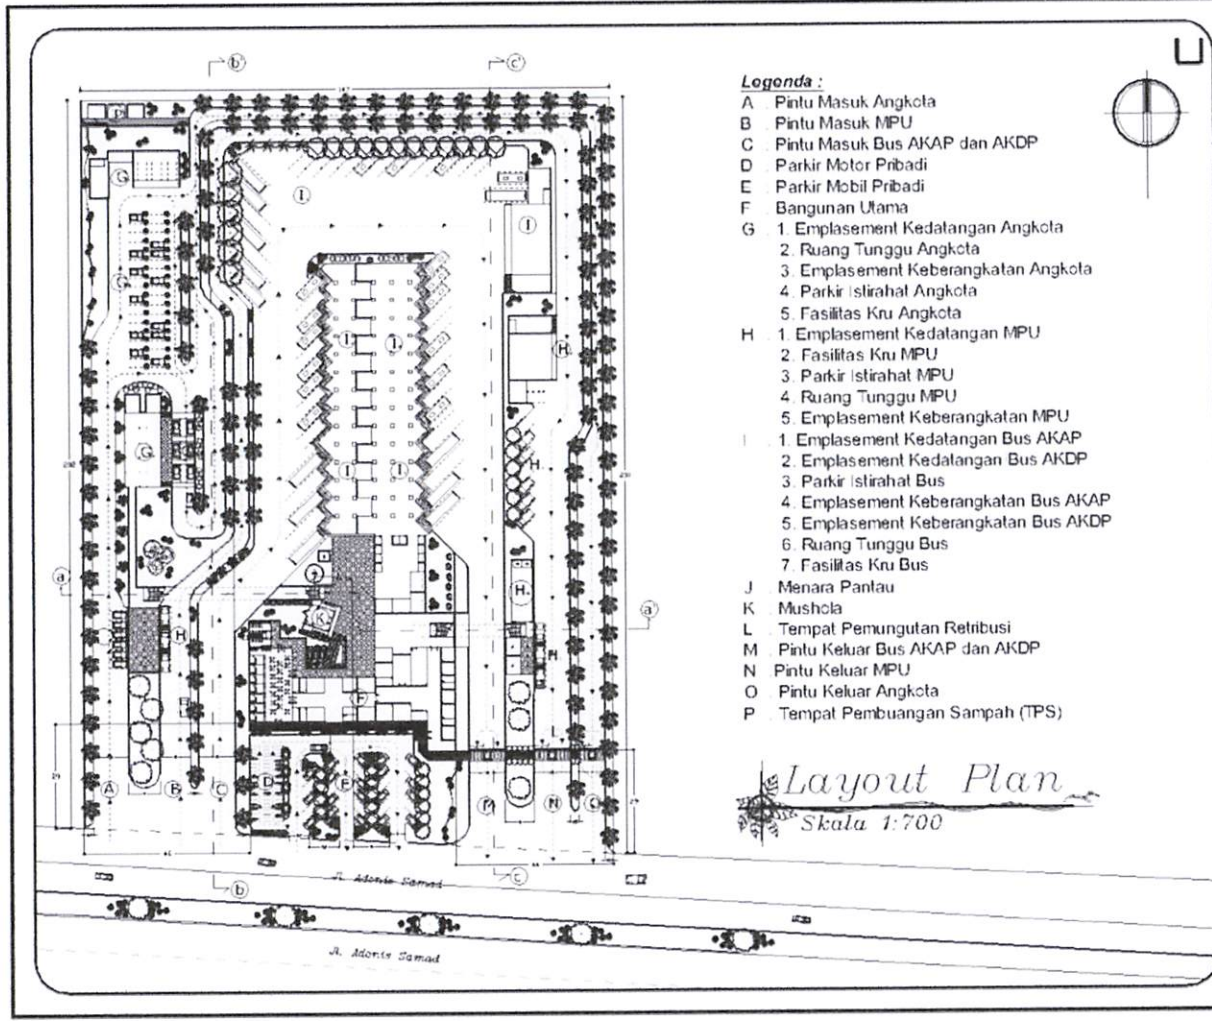 b'
c'
147
U
Legenda :
A Pintu Masuk Angkota
B Pintu Masuk MPU
C Pintu Masuk Bus AKAP dan AKDP
D Parkir Motor Pribadi
E Parkir Mobil Pribadi
F Bangunan Utama
G 1. Emplasement Kedatangan Angkota
2. Ruang Tunggu Angkota
3. Emplasement Keberangkatan Angkota
4. Parkir Istirahat Angkota
5. Fasilitas Kru Angkota
H 1. Emplasement Kedatangan MPU
2. Fasilitas Kru MPU
3. Parkir Istirahat MPU
4. Ruang Tunggu MPU
5. Emplasement Keberangkatan MPU
I 1. Emplasement Kedatangan Bus AKAP
2. Emplasement Kedatangan Bus AKDP
3. Parkir Istirahat Bus
4. Emplasement Keberangkatan Bus AKAP
5. Emplasement Keberangkatan Bus AKDP
6. Ruang Tunggu Bus
7. Fasilitas Kru Bus
J Menara Pantau
K Mushola
L Tempat Pemungutan Retribusi
M Pintu Keluar Bus AKAP dan AKDP
N Pintu Keluar MPU
O Pintu Keluar Angkota
P Tempat Pembuangan Sampah (TPS)
Layout Plan
Skala 1:700
P
G
I
I
G
I
I
H
G
I
I
H
a
J
H
K
a'
H
H
F
L
A
B
C
D
E
M
N
O
b
c
Jl. Adonis Samad
Jl. Adonis Samad